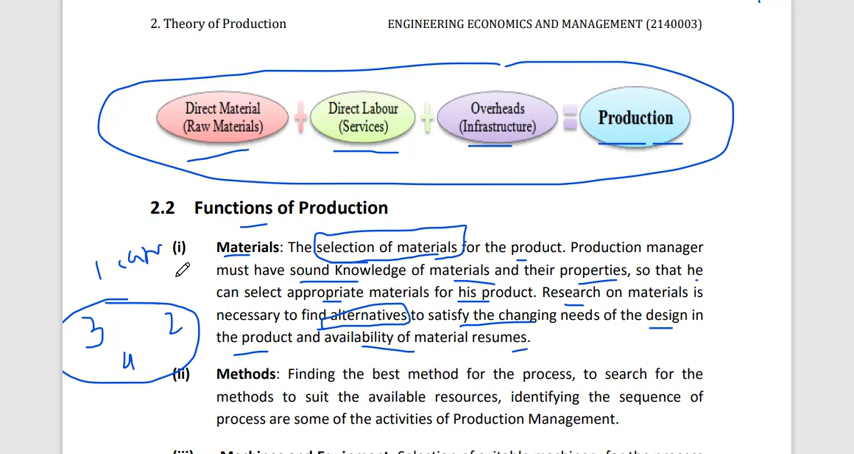 2. Theory of Production ENGINEERING ECONOMICS AND MANAGEMENT (2140003)
Direct Material (Raw Materials) + Direct Labour (Services) + Overheads (Infrastructure) = Production
2.2 Functions of Production
(i) Materials: The selection of materials for the product. Production manager
must have sound Knowledge of materials and their properties, so that he
can select appropriate materials for his product. Research on materials is
necessary to find alternatives to satisfy the changing needs of the design in
the product and availability of material resumes.
1
3 2
4
(ii) Methods: Finding the best method for the process, to search for the
methods to suit the available resources, identifying the sequence of
process are some of the activities of Production Management.